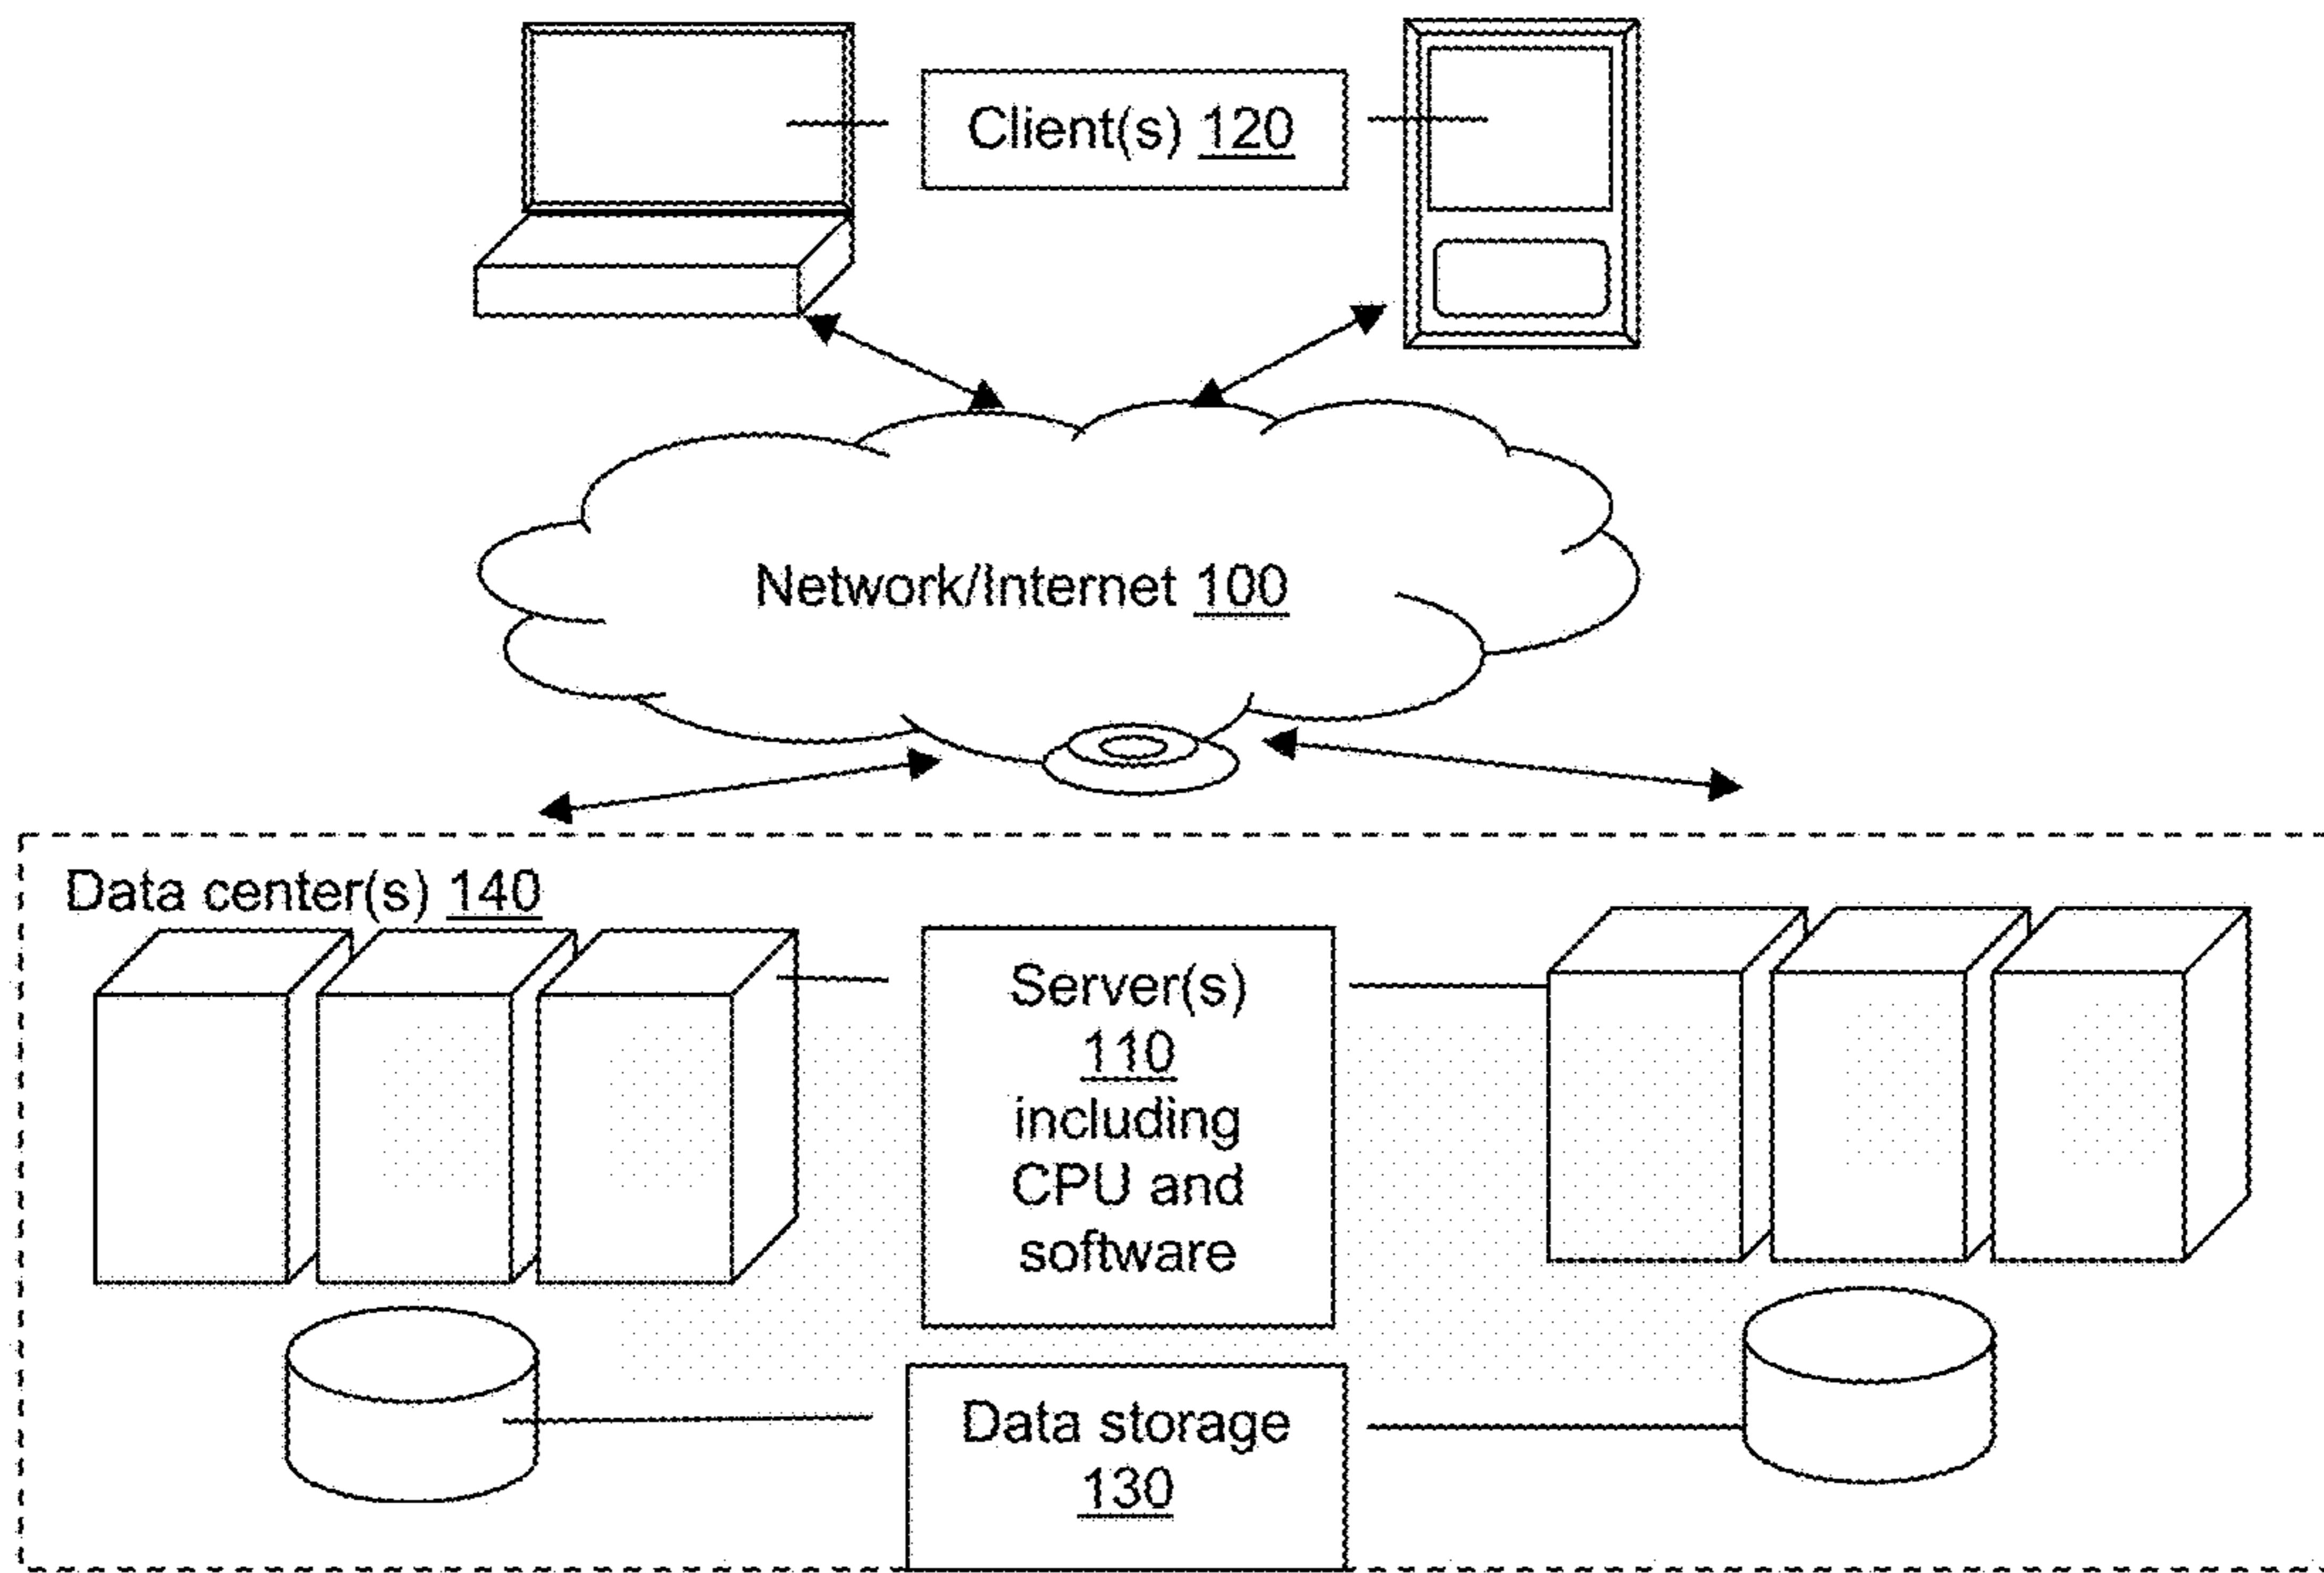 Client(s) 120
Network/Internet 100
Data center(s) 140
Server(s)
110
including
CPU and
software
Data storage
130